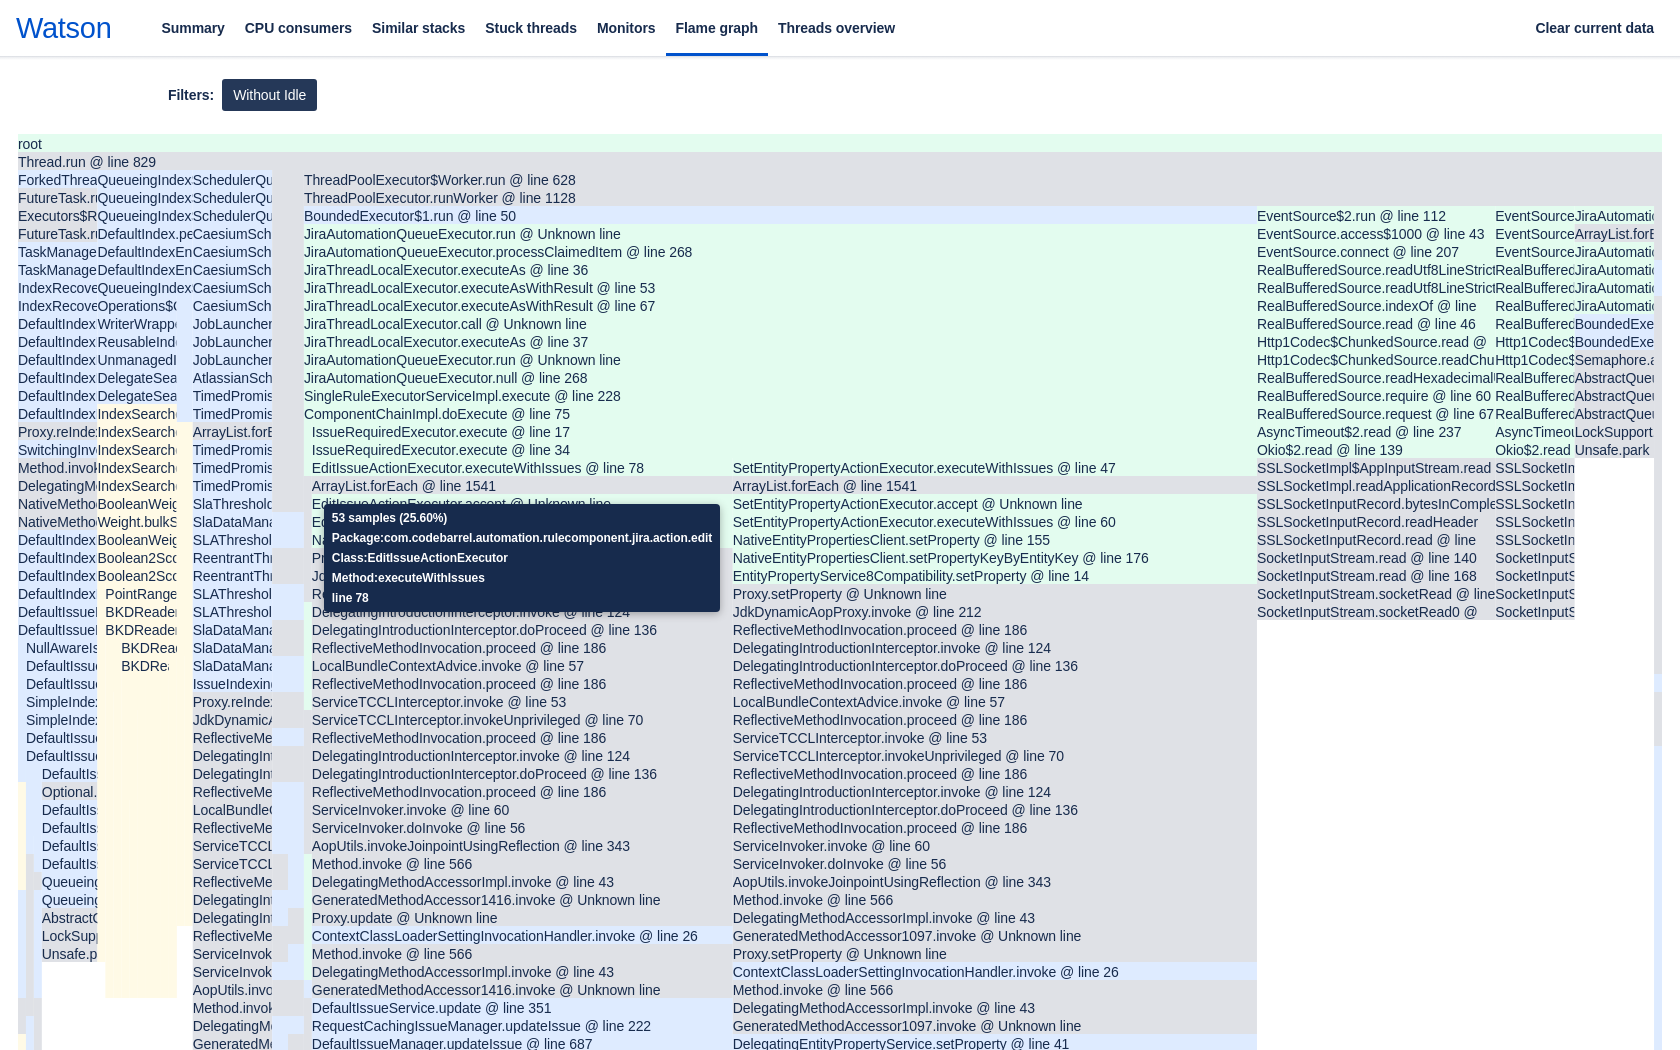 Watson Summary CPU consumers Similar stacks Stuck threads Monitors Flame graph Threads overview Clear current data
Filters: Without Idle
root
Thread.run @ line 829
ForkedThrea QueueingIndex SchedulerQu ThreadPoolExecutor$Worker.run @ line 628
FutureTask.r QueueingIndex SchedulerQu ThreadPoolExecutor.runWorker @ line 1128
Executors$R QueueingIndex SchedulerQu BoundedExecutor$1.run @ line 50 EventSource$2.run @ line 112 EventSource JiraAutomati
FutureTask.r DefaultIndex.pe CaesiumSch JiraAutomationQueueExecutor.run @ Unknown line EventSource.access$1000 @ line 43 EventSource ArrayList.forE
TaskManage DefaultIndexEn CaesiumSch JiraAutomationQueueExecutor.processClaimedItem @ line 268 EventSource.connect @ line 207 EventSource JiraAutomati
TaskManage DefaultIndexEn CaesiumSch JiraThreadLocalExecutor.executeAs @ line 36 RealBufferedSource.readUtf8LineStrict RealBuffered JiraAutomati
IndexRecove QueueingIndex CaesiumSch JiraThreadLocalExecutor.executeAsWithResult @ line 53 RealBufferedSource.readUtf8LineStrict RealBuffered JiraAutomati
IndexRecove Operations$ CaesiumSch JiraThreadLocalExecutor.executeAsWithResult @ line 67 RealBufferedSource.indexOf @ line RealBuffered JiraAutomati
DefaultIndex WriterWrapp JobLauncher JiraThreadLocalExecutor.call @ Unknown line RealBufferedSource.read @ line 46 RealBuffered BoundedExe
DefaultIndex ReusableInd JobLauncher JiraThreadLocalExecutor.executeAs @ line 37 Http1Codec$ChunkedSource.read @ Http1Codec$ BoundedExe
DefaultIndex UnmanagedI JobLauncher JiraAutomationQueueExecutor.run @ Unknown line Http1Codec$ChunkedSource.readChu Http1Codec$ Semaphore.a
DefaultIndex DelegateSea AtlassianSch JiraAutomationQueueExecutor.null @ line 268 RealBufferedSource.readHexadecimal RealBuffered AbstractQue
DefaultIndex DelegateSea TimedPromis SingleRuleExecutorServiceImpl.execute @ line 228 RealBufferedSource.require @ line 60 RealBuffered AbstractQue
DefaultIndex IndexSearch TimedPromis ComponentChainImpl.doExecute @ line 75 RealBufferedSource.request @ line 67 RealBuffered AbstractQue
Proxy.reInde IndexSearch ArrayList.forE IssueRequiredExecutor.execute @ line 17 AsyncTimeout$2.read @ line 237 AsyncTimeou LockSupport
SwitchingInv IndexSearch TimedPromis IssueRequiredExecutor.execute @ line 34 Okio$2.read @ line 139 Okio$2.read Unsafe.park
Method.invok IndexSearch TimedPromis EditIssueActionExecutor.executeWithIssues @ line 78 SetEntityPropertyActionExecutor.executeWithIssues @ line 47 SSLSocketImpl$AppInputStream.read SSLSocketIn
DelegatingM IndexSearch TimedPromis ArrayList.forEach @ line 1541 ArrayList.forEach @ line 1541 SSLSocketImpl.readApplicationRecord SSLSocketIm
NativeMetho BooleanWeig SlaThreshold EditIssueActionExecutor.accept @ Unknown line SetEntityPropertyActionExecutor.accept @ Unknown line SSLSocketInputRecord.bytesInComple SSLSocketIn
53 samples (25.60%)
NativeMetho Weight.bulkS SlaDataMana SetEntityPropertyActionExecutor.executeWithIssues @ line 60 SSLSocketInputRecord.readHeader SSLSocketIn
Package:com.codebarrel.automation.rulecomponent.jira.action.edit
DefaultIndex BooleanWeig SLAThreshol NativeEntityPropertiesClient.setProperty @ line 155 SSLSocketInputRecord.read @ line SSLSocketIn
Class:EditIssueActionExecutor
DefaultIndex Boolean2Sco ReentrantThr NativeEntityPropertiesClient.setPropertyKeyByEntityKey @ line 176 SocketInputStream.read @ line 140 SocketInputS
Method:executeWithIssues
DefaultIndex Boolean2Sco ReentrantThr EntityPropertyService8Compatibility.setProperty @ line 14 SocketInputStream.read @ line 168 SocketInputS
line 78
DefaultIndex PointRange SLAThreshol Proxy.setProperty @ Unknown line SocketInputStream.socketRead @ line SocketInputS
DefaultIssueI BKDReader SLAThreshol DelegatingIntroductionInterceptor.invoke @ line 124 JdkDynamicAopProxy.invoke @ line 212 SocketInputStream.socketRead0 @ SocketInputS
DefaultIssueI BKDReader SlaDataMana DelegatingIntroductionInterceptor.doProceed @ line 136 ReflectiveMethodInvocation.proceed @ line 186
NullAwareIs BKDRead SlaDataMana ReflectiveMethodInvocation.proceed @ line 186 DelegatingIntroductionInterceptor.invoke @ line 124
DefaultIssue BKDRe SlaDataMana LocalBundleContextAdvice.invoke @ line 57 DelegatingIntroductionInterceptor.doProceed @ line 136
DefaultIssue IssueIndexing ReflectiveMethodInvocation.proceed @ line 186 ReflectiveMethodInvocation.proceed @ line 186
SimpleIndex Proxy.reInde ServiceTCCLInterceptor.invoke @ line 53 LocalBundleContextAdvice.invoke @ line 57
SimpleIndex JdkDynamicA ServiceTCCLInterceptor.invokeUnprivileged @ line 70 ReflectiveMethodInvocation.proceed @ line 186
DefaultIssue ReflectiveMe ReflectiveMethodInvocation.proceed @ line 186 ServiceTCCLInterceptor.invoke @ line 53
DefaultIssue DelegatingInt DelegatingIntroductionInterceptor.invoke @ line 124 ServiceTCCLInterceptor.invokeUnprivileged @ line 70
DefaultIs DelegatingInt DelegatingIntroductionInterceptor.doProceed @ line 136 ReflectiveMethodInvocation.proceed @ line 186
Optional. ReflectiveMe ReflectiveMethodInvocation.proceed @ line 186 DelegatingIntroductionInterceptor.invoke @ line 124
DefaultIs LocalBundleC ServiceInvoker.invoke @ line 60 DelegatingIntroductionInterceptor.doProceed @ line 136
DefaultIs ReflectiveMe ServiceInvoker.doInvoke @ line 56 ReflectiveMethodInvocation.proceed @ line 186
DefaultIs ServiceTCCL AopUtils.invokeJoinpointUsingReflection @ line 343 ServiceInvoker.invoke @ line 60
DefaultIs ServiceTCCL Method.invoke @ line 566 ServiceInvoker.doInvoke @ line 56
Queueing ReflectiveMe DelegatingMethodAccessorImpl.invoke @ line 43 AopUtils.invokeJoinpointUsingReflection @ line 343
Queueing DelegatingInt GeneratedMethodAccessor1416.invoke @ Unknown line Method.invoke @ line 566
AbstractQ DelegatingInt Proxy.update @ Unknown line DelegatingMethodAccessorImpl.invoke @ line 43
LockSupp ReflectiveMe ContextClassLoaderSettingInvocationHandler.invoke @ line 26 GeneratedMethodAccessor1097.invoke @ Unknown line
Unsafe.p ServiceInvok Method.invoke @ line 566 Proxy.setProperty @ Unknown line
ServiceInvok DelegatingMethodAccessorImpl.invoke @ line 43 ContextClassLoaderSettingInvocationHandler.invoke @ line 26
AopUtils.invo GeneratedMethodAccessor1416.invoke @ Unknown line Method.invoke @ line 566
Method.invok DefaultIssueService.update @ line 351 DelegatingMethodAccessorImpl.invoke @ line 43
DelegatingMe RequestCachingIssueManager.updateIssue @ line 222 GeneratedMethodAccessor1097.invoke @ Unknown line
GeneratedMe DefaultIssueManager.updateIssue @ line 687 DelegatingEntityPropertyService.setProperty @ line 41